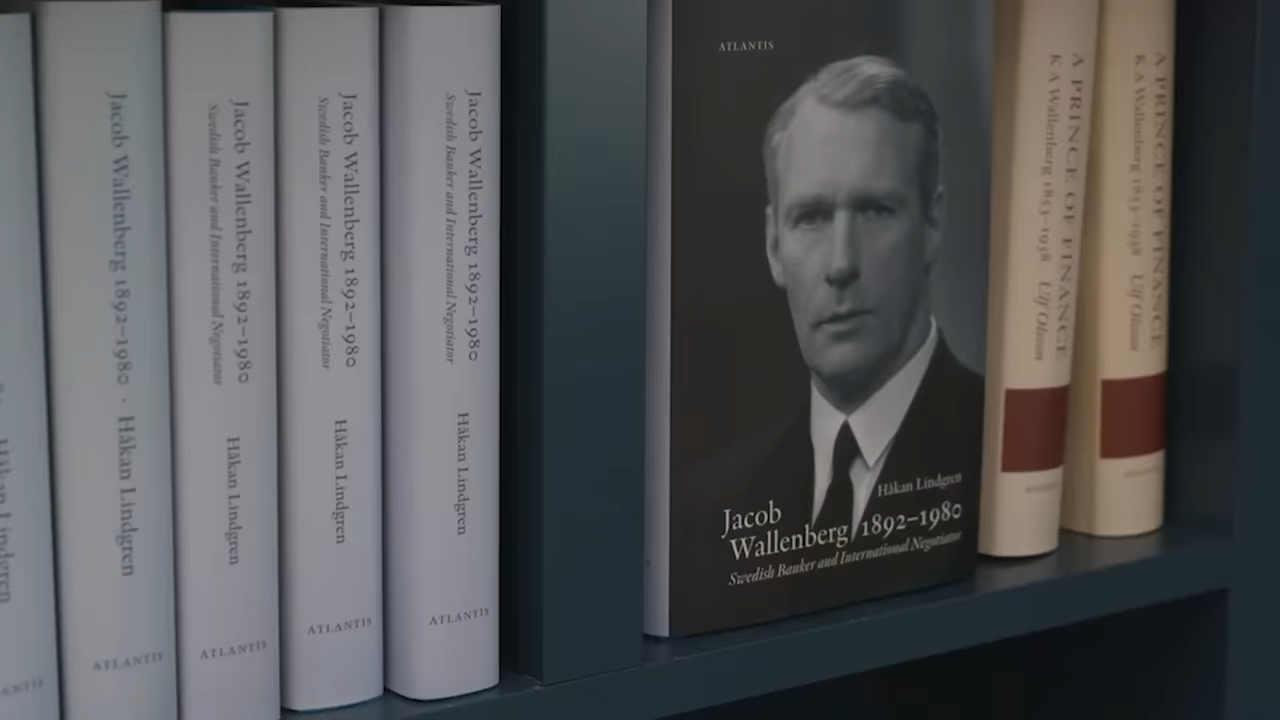 Håkan Lindgren
ANTIS
Jacob Wallenberg 1892–1980 · Håkan Lindgren
ATLANTIS
Jacob Wallenberg 1892–1980
Swedish Banker and International Negotiator
Håkan Lindgren
ATLANTIS
Jacob Wallenberg 1892–1980
Swedish Banker and International Negotiator
Håkan Lindgren
ATLANTIS
Jacob Wallenberg 1892–1980
Swedish Banker and International Negotiator
Håkan Lindgren
ATLANTIS
ATLANTIS
Håkan Lindgren
Jacob
Wallenberg 1892–1980
Swedish Banker and International Negotiator
A PRINCE OF FINANCE
K A Wallenberg 1853–1938 Ulf Olsson
A PRINCE OF FINANCE
K A Wallenberg 1853–1938 Ulf Olsson